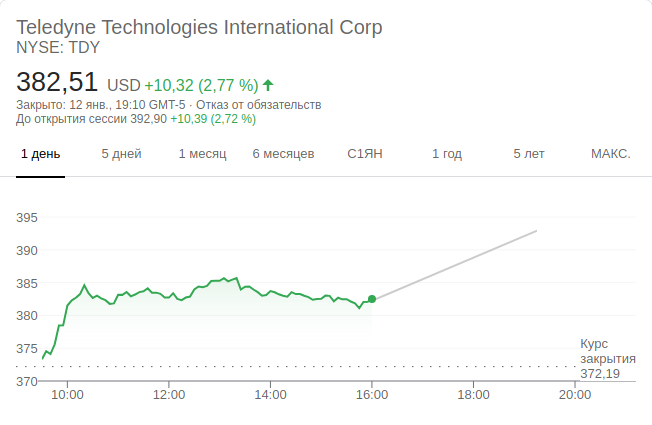 Teledyne Technologies International Corp
NYSE: TDY
382,51 USD +10,32 (2,77 %)
Закрыто: 12 янв., 19:10 GMT-5 · Отказ от обязательств
До открытия сессии 392,90 +10,39 (2,72 %)
1 день 5 дней 1 месяц 6 месяцев С1ЯН 1 год 5 лет МАКС.
395
390
385
380
375
370
Курс
закрытия
372,19
10:00 12:00 14:00 16:00 18:00 20:00